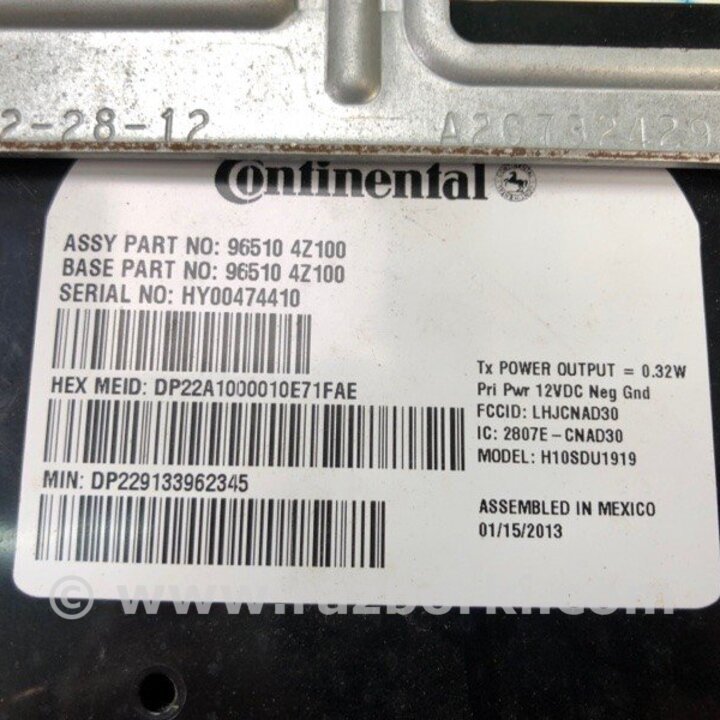 2-28-12 A2C7324290
Continental
ASSY PART NO: 96510 4Z100
BASE PART NO: 96510 4Z100
SERIAL NO: HY00474410
HEX MEID: DP22A1000010E71FAE
MIN: DP229133962345
Tx POWER OUTPUT = 0.32W
Pri Pwr 12VDC Neg Gnd
FCCID: LHJCNAD30
IC: 2807E-CNAD30
MODEL: H10SDU1919
ASSEMBLED IN MEXICO
01/15/2013